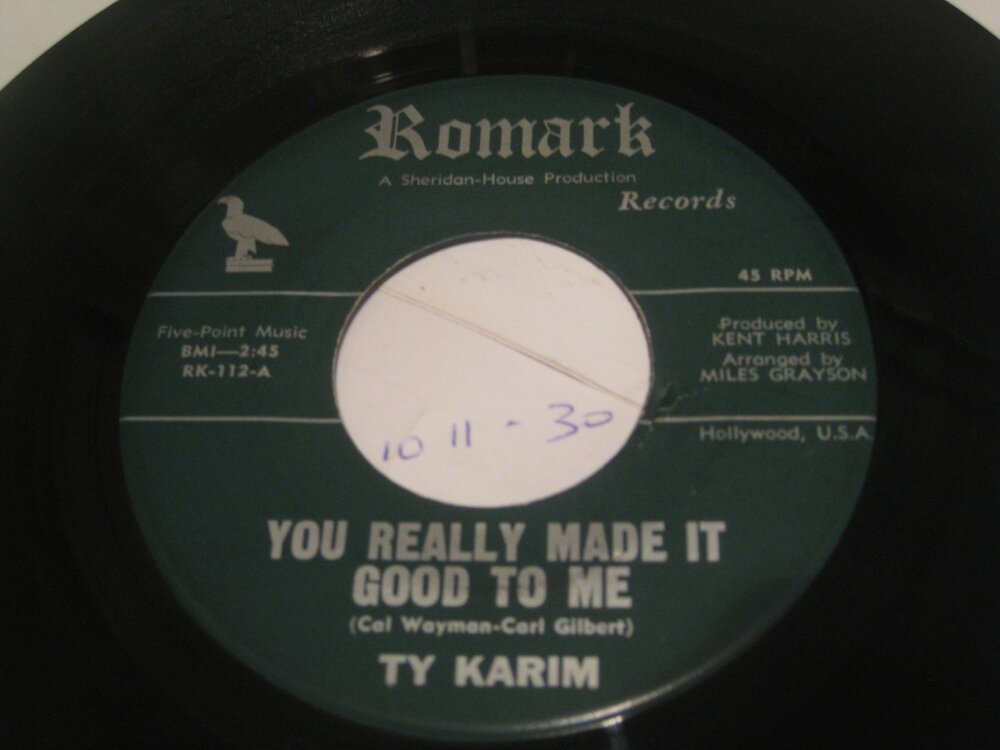 Romark
A Sheridan-House Production
Records
45 RPM
Five-Point Music
BMI—2:45
RK-112-A
Produced by
KENT HARRIS
Arranged by
MILES GRAYSON
Hollywood, U.S.A.
10 11 - 30
YOU REALLY MADE IT
GOOD TO ME
(Cal Wayman-Carl Gilbert)
TY KARIM